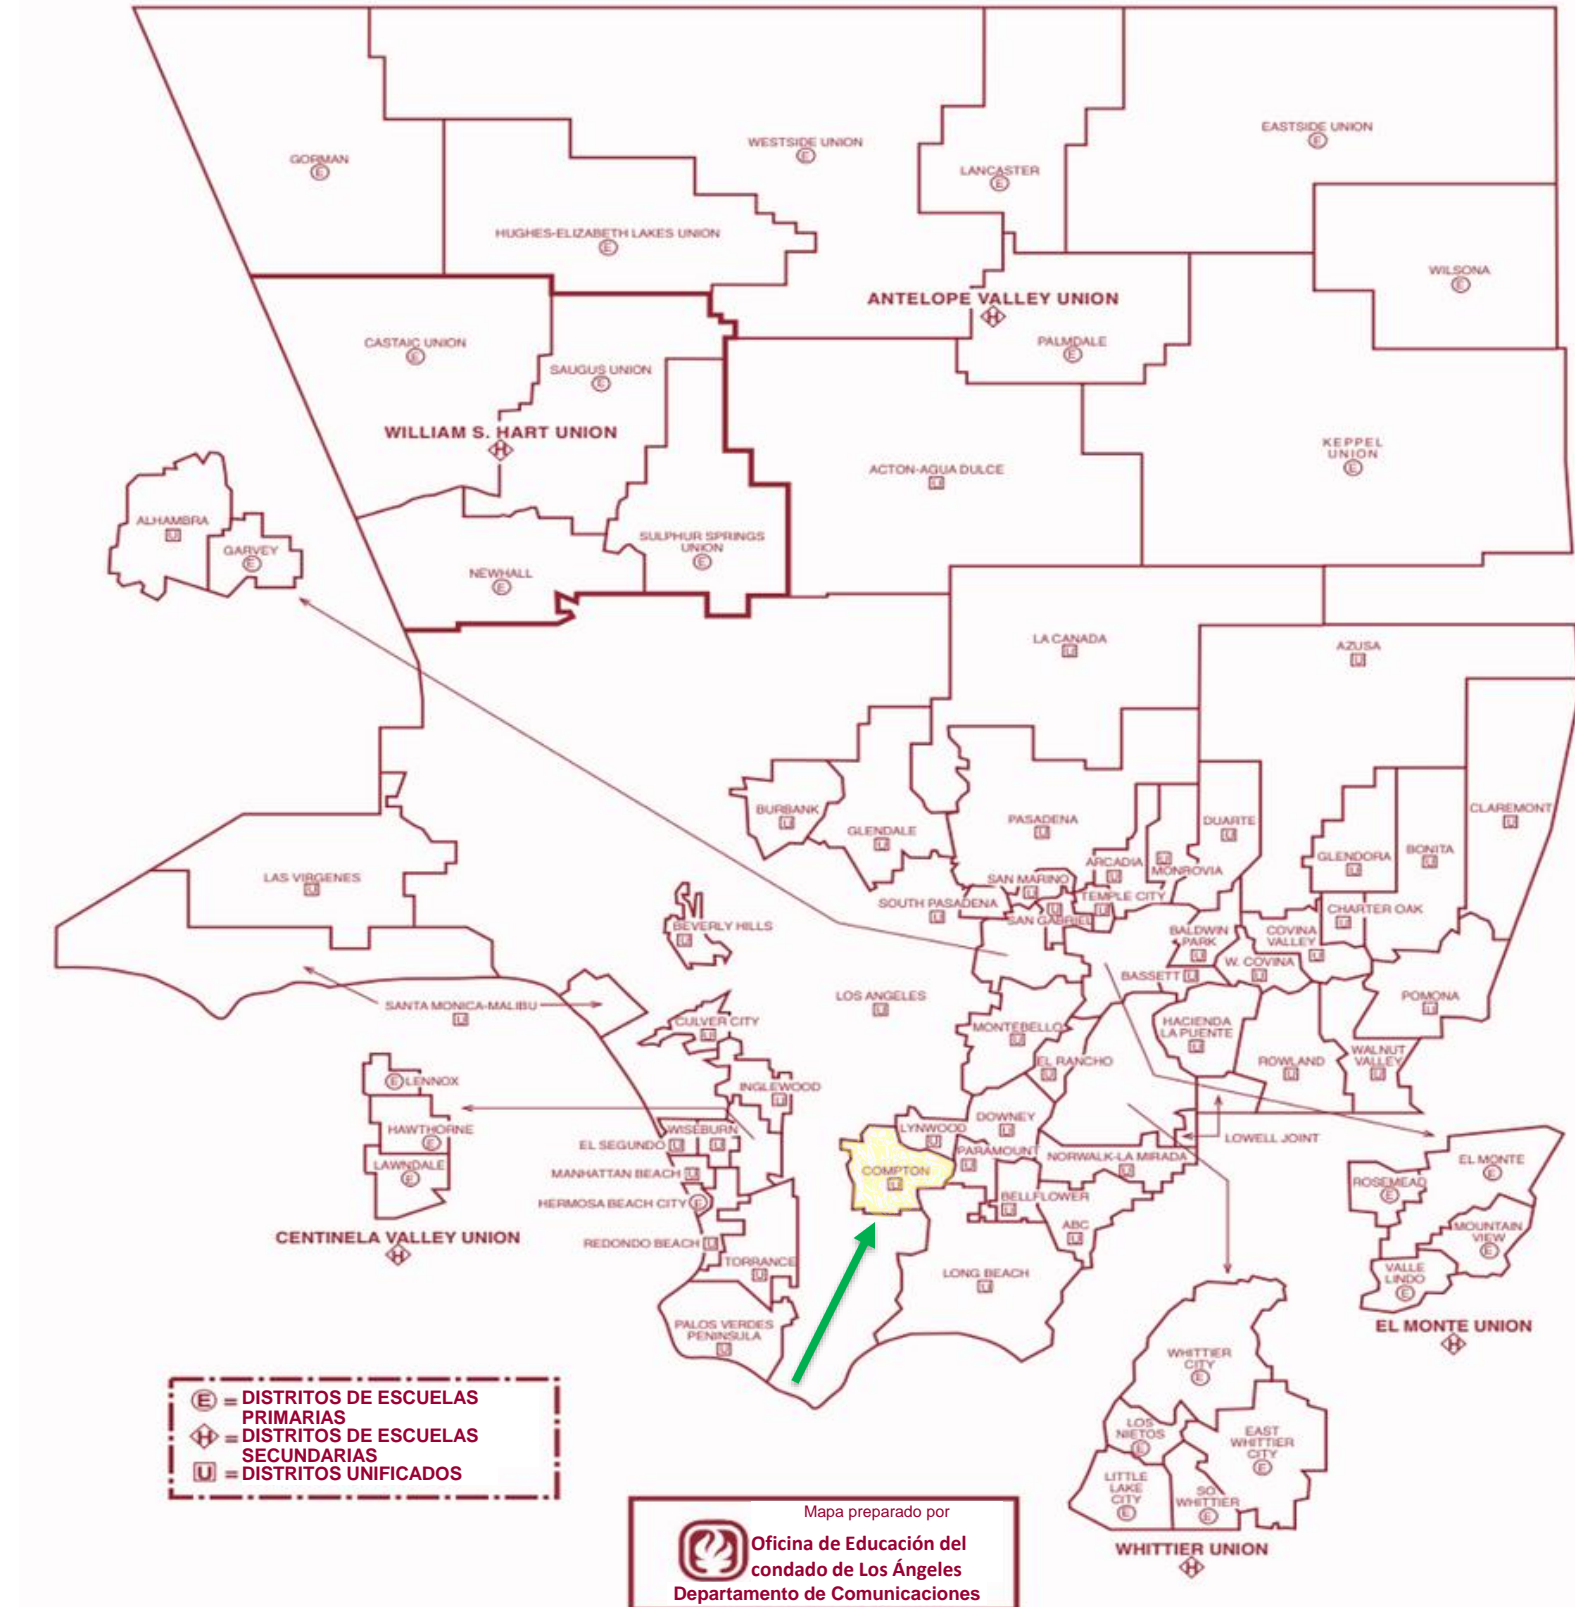 GORMAN
E
WESTSIDE UNION
E
LANCASTER
E
EASTSIDE UNION
E
HUGHES-ELIZABETH LAKES UNION
E
WILSONA
E
ANTELOPE VALLEY UNION
H
PALMDALE
E
CASTAIC UNION
E
SAUGUS UNION
E
WILLIAM S. HART UNION
H
ACTON-AGUA DULCE
U
KEPPEL
UNION
E
ALHAMBRA
U
GARVEY
E
NEWHALL
E
SULPHUR SPRINGS
UNION
E
LA CANADA
U
AZUSA
U
BURBANK
U
GLENDALE
U
PASADENA
U
ARCADIA
U
U
MONROVIA
DUARTE
U
GLENDORA
U
BONITA
U
CLAREMONT
U
LAS VIRGENES
U
BEVERLY HILLS
U
SOUTH PASADENA
U
SAN MARINO
U
SAN GABRIEL
U
TEMPLE CITY
U
BALDWIN
PARK
U
COVINA
VALLEY
U
CHARTER OAK
U
W. COVINA
U
BASSETT U
POMONA
U
SANTA MONICA-MALIBU
U
LOS ANGELES
U
CULVER CITY
U
MONTEBELLO
U
HACIENDA
LA PUENTE
U
EL RANCHO
U
ROWLAND
U
WALNUT
VALLEY
U
INGLEWOOD
U
E LENNOX
HAWTHORNE
E
LAWNDALE
E
CENTINELA VALLEY UNION
H
WISEBURN
U
EL SEGUNDO U
MANHATTAN BEACH U
HERMOSA BEACH CITY E
REDONDO BEACH U
TORRANCE
U
PALOS VERDES
PENINSULA
U
LYNWOOD
U
DOWNEY
U
COMPTON
U
PARAMOUNT
U
NORWALK-LA MIRADA
U
LOWELL JOINT
BELLFLOWER
U
ABC
U
LONG BEACH
U
EL MONTE
E
ROSEMEAD
E
MOUNTAIN
VIEW
E
VALLE
LINDO
E
EL MONTE UNION
H
WHITTIER
CITY
E
LOS
NIETOS
E
EAST
WHITTIER
CITY
E
LITTLE
LAKE
CITY
E
SO
WHITTIER
E
WHITTIER UNION
H
E = DISTRITOS DE ESCUELAS
PRIMARIAS
H = DISTRITOS DE ESCUELAS
SECUNDARIAS
U = DISTRITOS UNIFICADOS
Mapa preparado por
Oficina de Educación del
condado de Los Ángeles
Departamento de Comunicaciones